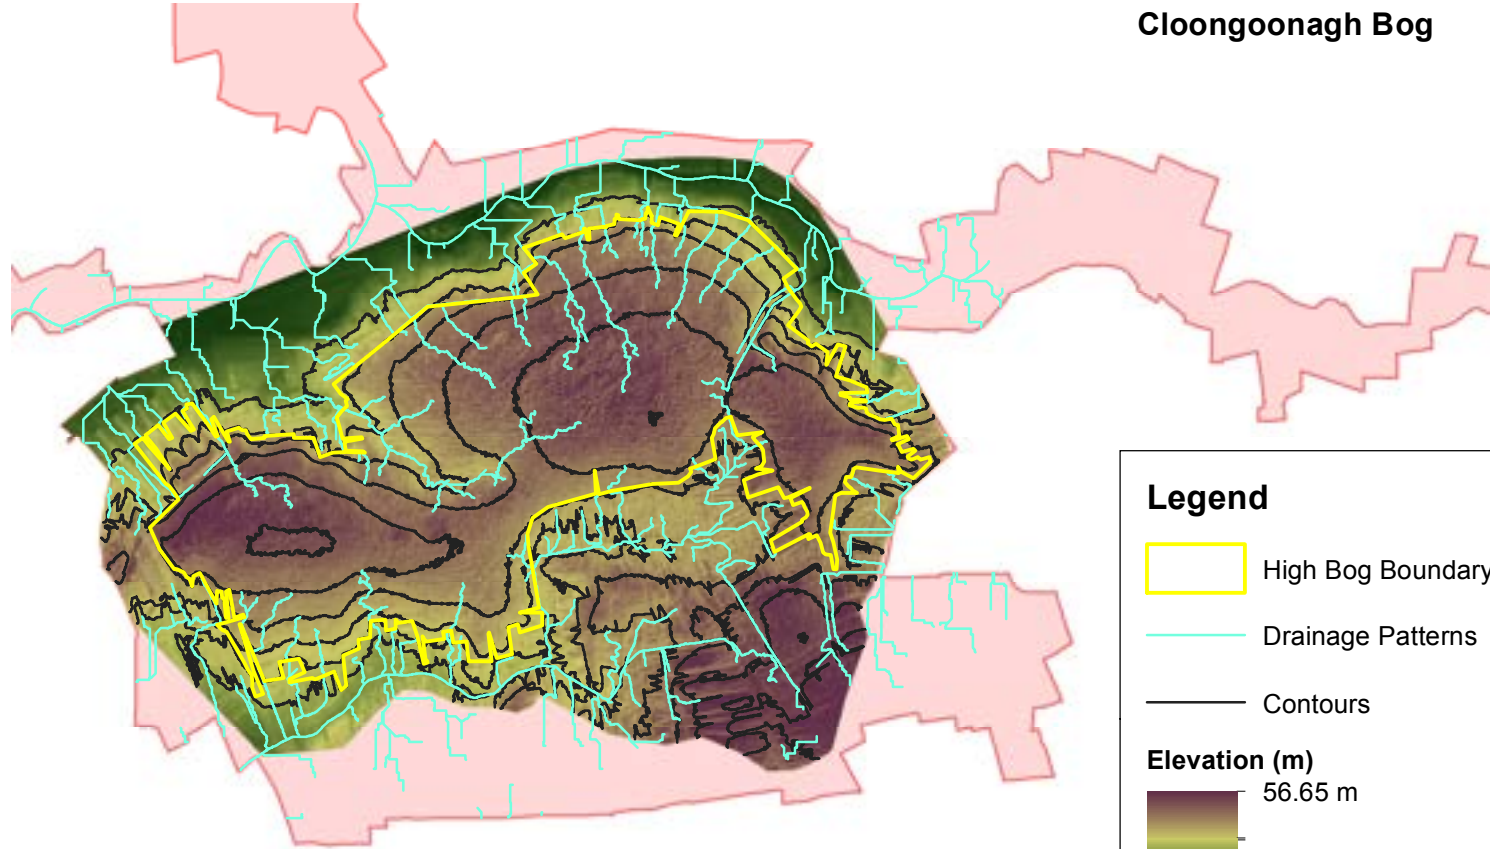 Cloongoonagh Bog
Legend
High Bog Boundary
Drainage Patterns
Contours
Elevation (m)
56.65 m